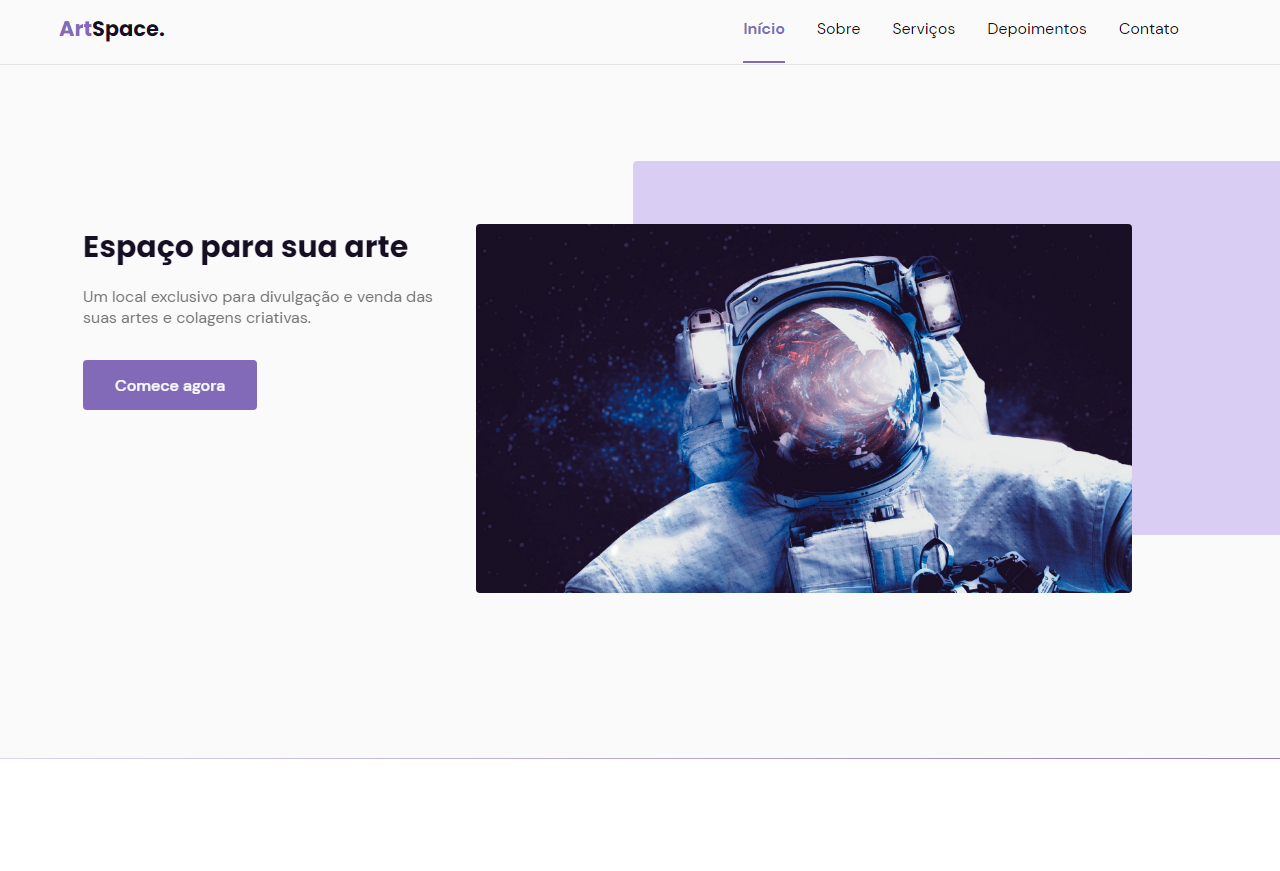 ArtSpace.
Início Sobre Serviços Depoimentos Contato
Espaço para sua arte
Um local exclusivo para divulgação e venda das
suas artes e colagens criativas.
Comece agora